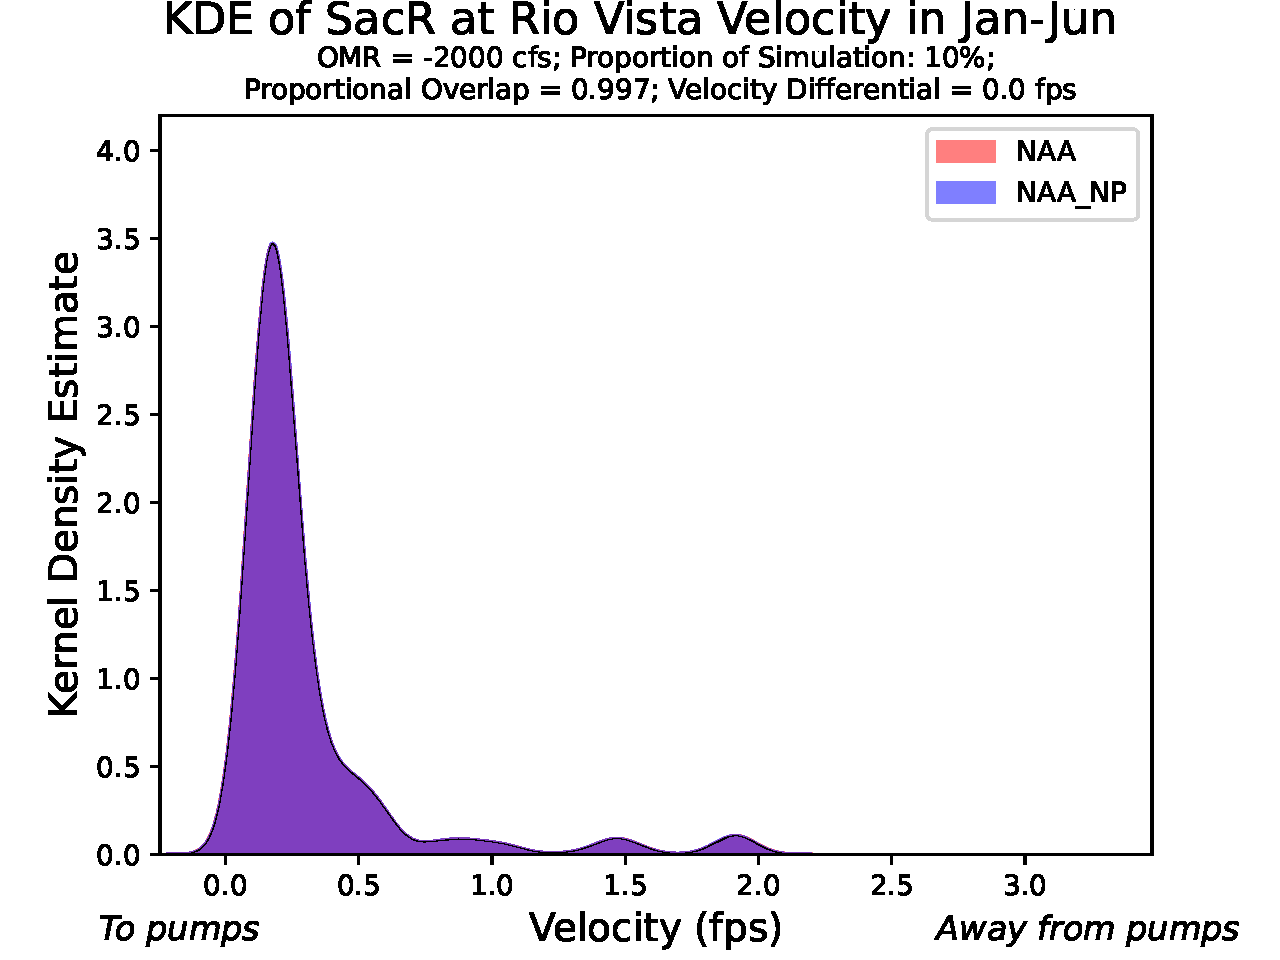 KDE of SacR at Rio Vista Velocity in Jan-Jun
OMR = -2000 cfs; Proportion of Simulation: 10%;
Proportional Overlap = 0.997; Velocity Differential = 0.0 fps
NAA
NAA_NP
Kernel Density Estimate
4.0
3.5
3.0
2.5
2.0
1.5
1.0
0.5
0.0
0.0 0.5 1.0 1.5 2.0 2.5 3.0
To pumps Velocity (fps) Away from pumps